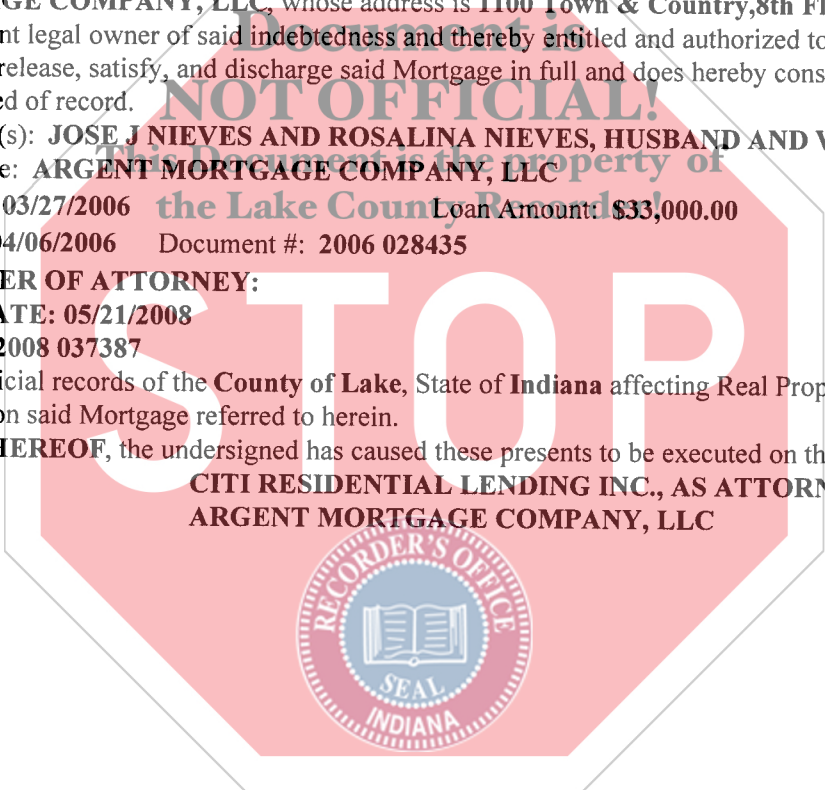 GE COMPANY, LLC, whose address is 1100 Town & Country,8th Fl
nt legal owner of said indebtedness and thereby entitled and authorized to
release, satisfy, and discharge said Mortgage in full and does hereby cons
ed of record.
(s): JOSE J NIEVES AND ROSALINA NIEVES, HUSBAND AND W
e: ARGENT MORTGAGE COMPANY, LLC
03/27/2006 Loan Amount: $33,000.00
04/06/2006 Document #: 2006 028435
ER OF ATTORNEY:
ATE: 05/21/2008
2008 037387
icial records of the County of Lake, State of Indiana affecting Real Prop
on said Mortgage referred to herein.
HEREOF, the undersigned has caused these presents to be executed on th
CITI RESIDENTIAL LENDING INC., AS ATTORN
ARGENT MORTGAGE COMPANY, LLC
Document is
NOT OFFICIAL!
This Document is the property of
the Lake County Recorder!
STOP
RECORDER'S OFFICE
SEAL
INDIANA